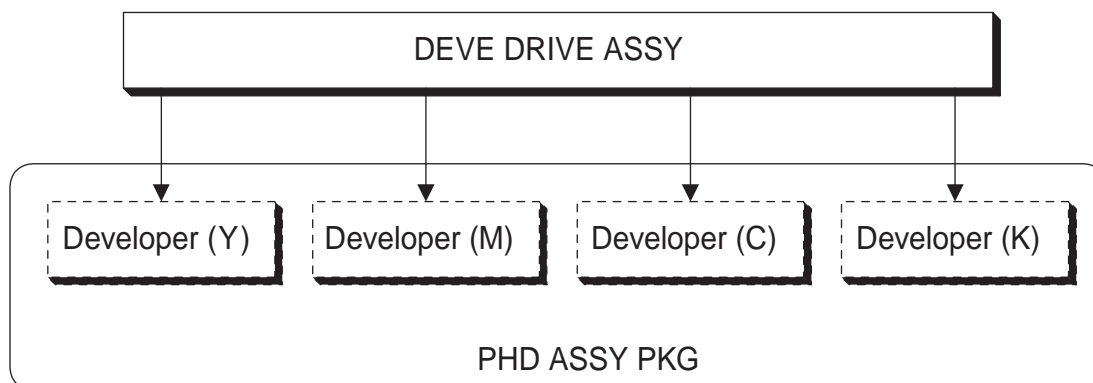 DEVE DRIVE ASSY
Developer (Y)
Developer (M)
Developer (C)
Developer (K)
PHD ASSY PKG